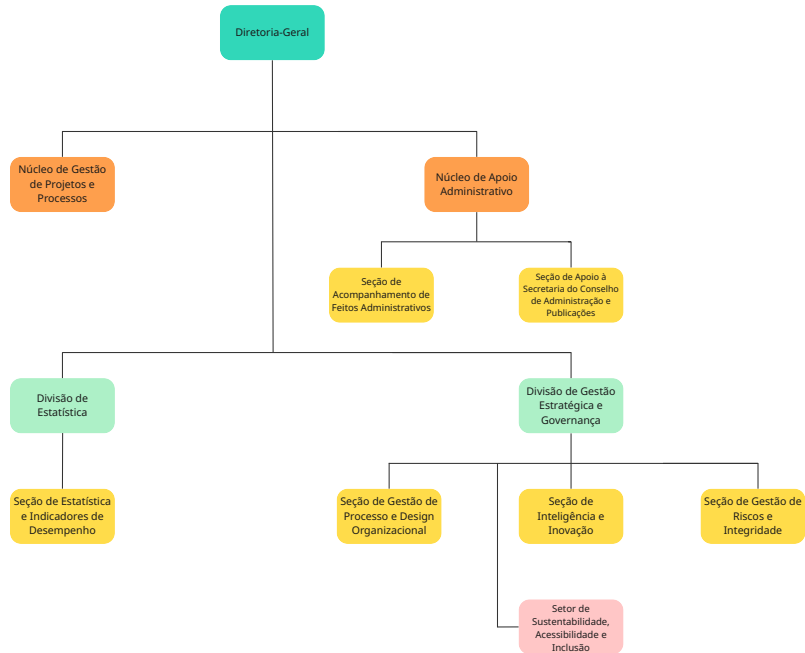 Diretoria-Geral
Núcleo de Gestão
de Projetos e
Processos
Núcleo de Apoio
Administrativo
Seção de
Acompanhamento de
Feitos Administrativos
Seção de Apoio à
Secretaria do Conselho
de Administração e
Publicações
Divisão de
Estatística
Divisão de Gestão
Estratégica e
Governança
Seção de Estatística
e Indicadores de
Desempenho
Seção de Gestão de
Processo e Design
Organizacional
Seção de
Inteligência e
Inovação
Seção de Gestão de
Riscos e
Integridade
Setor de
Sustentabilidade,
Acessibilidade e
Inclusão